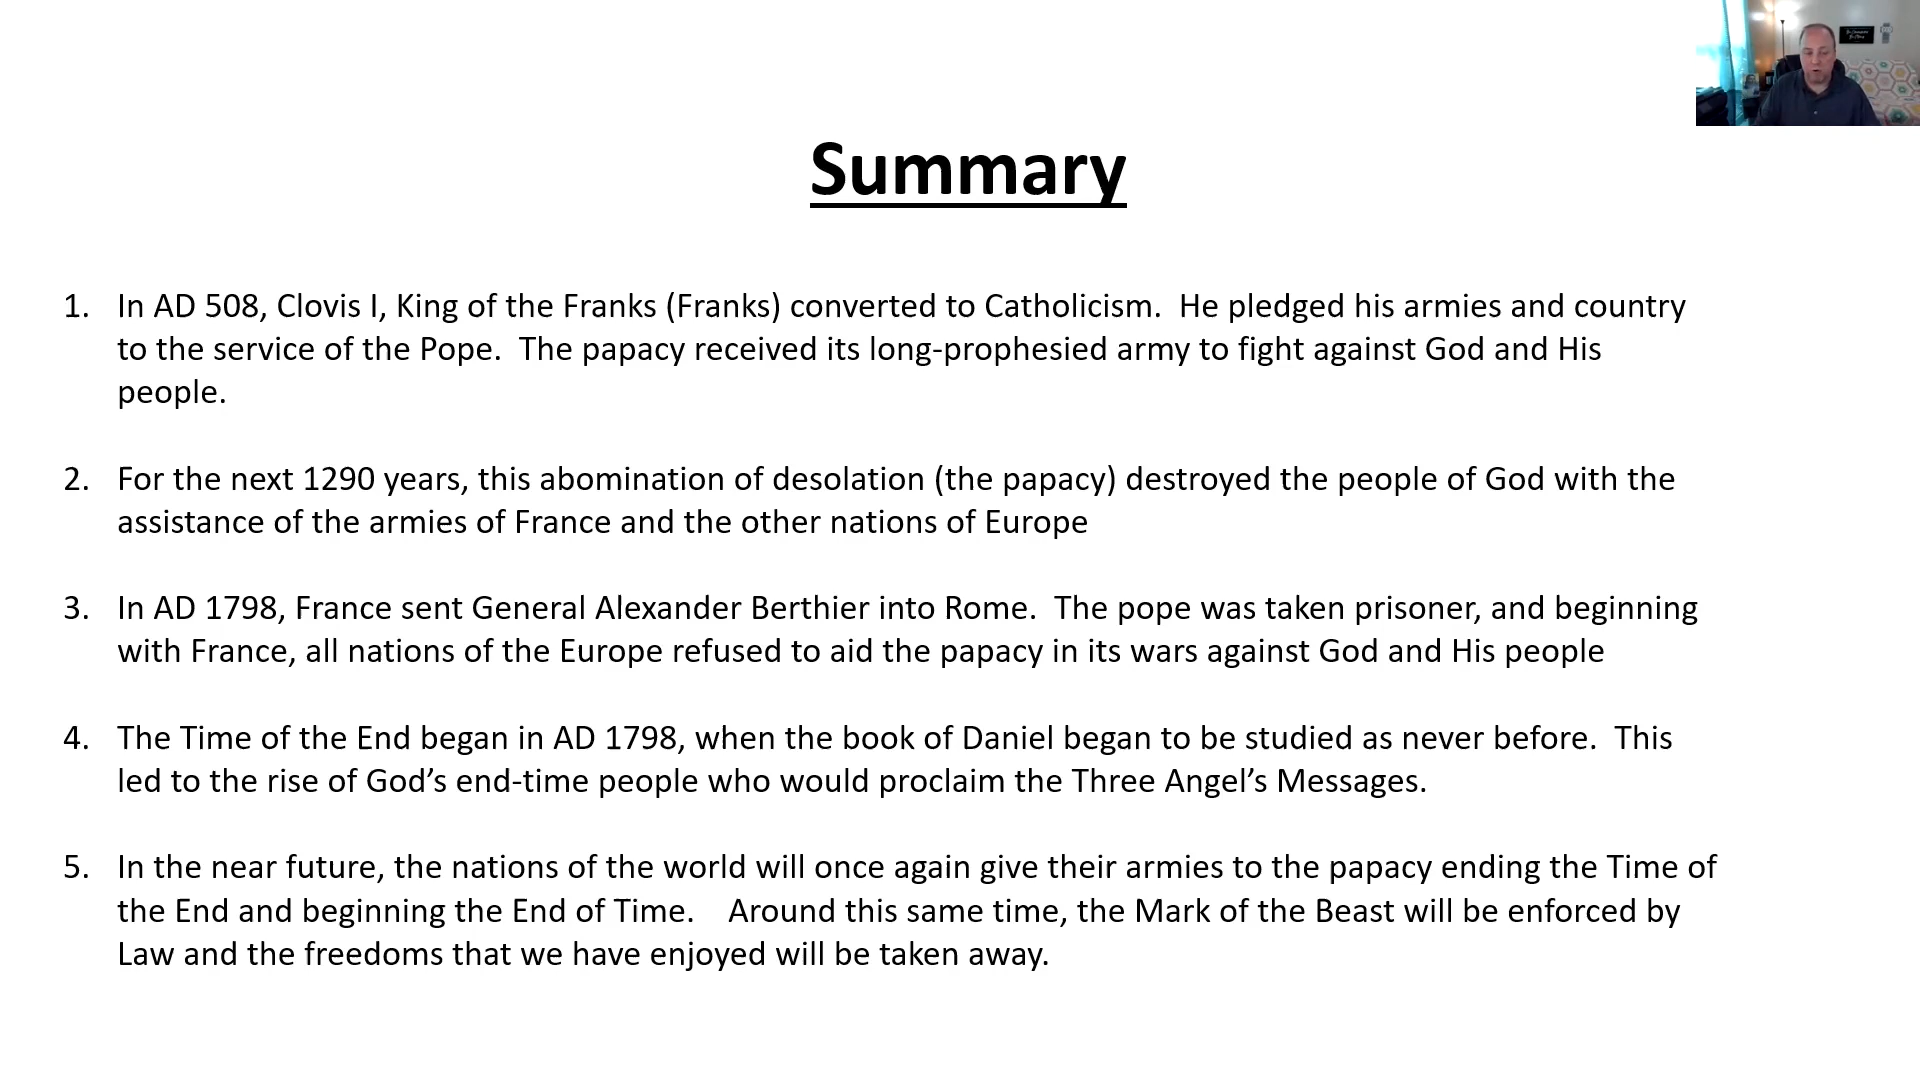 Summary
1. In AD 508, Clovis I, King of the Franks (Franks) converted to Catholicism.  He pledged his armies and country
to the service of the Pope.  The papacy received its long-prophesied army to fight against God and His
people.
2. For the next 1290 years, this abomination of desolation (the papacy) destroyed the people of God with the
assistance of the armies of France and the other nations of Europe
3. In AD 1798, France sent General Alexander Berthier into Rome.  The pope was taken prisoner, and beginning
with France, all nations of the Europe refused to aid the papacy in its wars against God and His people
4. The Time of the End began in AD 1798, when the book of Daniel began to be studied as never before.  This
led to the rise of God’s end-time people who would proclaim the Three Angel’s Messages.
5. In the near future, the nations of the world will once again give their armies to the papacy ending the Time of
the End and beginning the End of Time.    Around this same time, the Mark of the Beast will be enforced by
Law and the freedoms that we have enjoyed will be taken away.